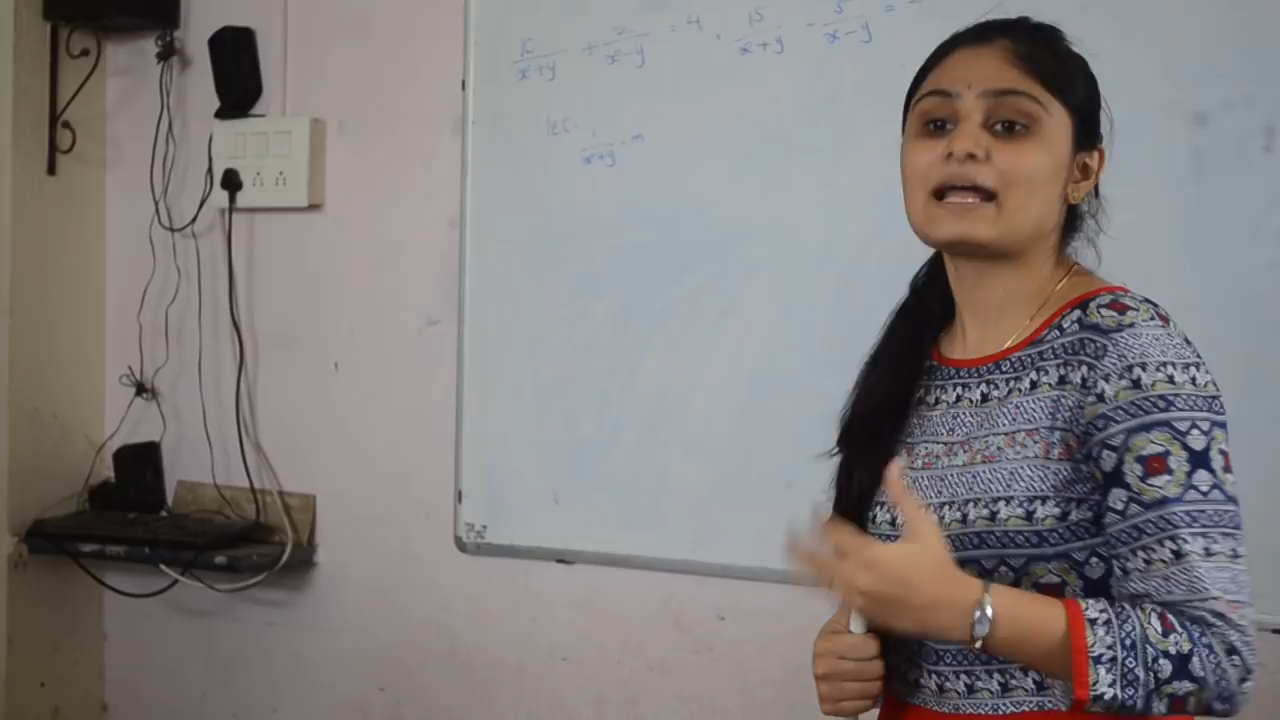 10/(x+y) + 2/(x-y) = 4 , 15/(x+y) - 5/(x-y) =
let
1/(x+y) = m